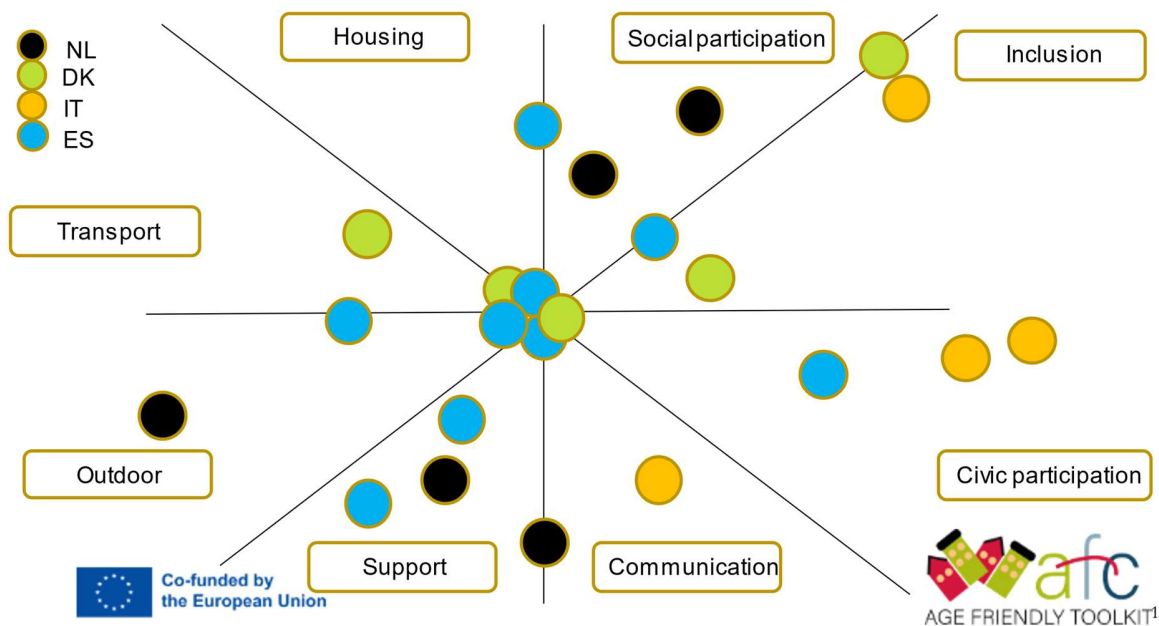 Housing
Social participation
Inclusion
NL
DK
IT
ES
Transport
Outdoor
Civic participation
Support
Communication
Co-funded by
the European Union
afc
AGE FRIENDLY TOOLKIT¹